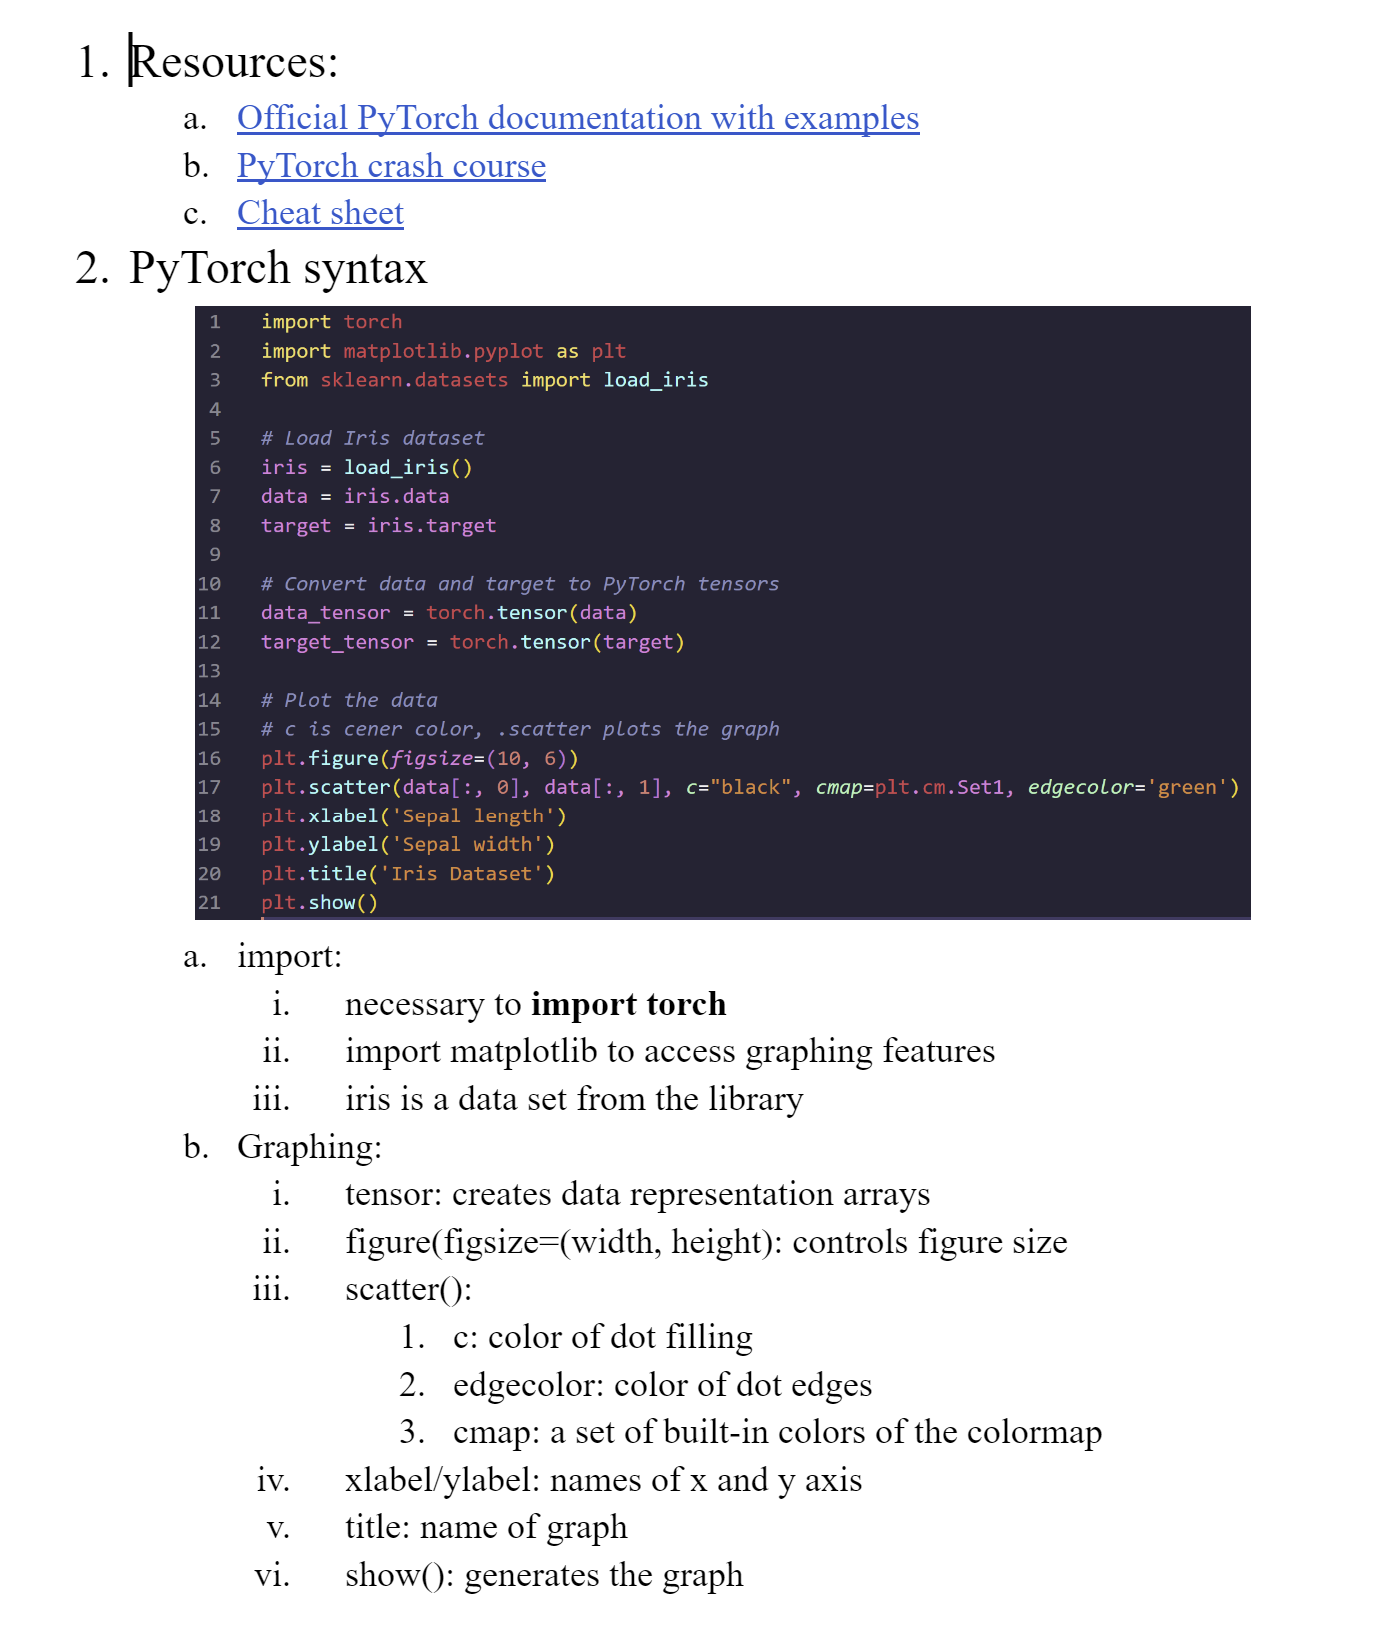 1. Resources:
a. Official PyTorch documentation with examples
b. PyTorch crash course
c. Cheat sheet
2. PyTorch syntax
1 import torch
2 import matplotlib.pyplot as plt
3 from sklearn.datasets import load_iris
4
5 # Load Iris dataset
6 iris = load_iris()
7 data = iris.data
8 target = iris.target
9
10 # Convert data and target to PyTorch tensors
11 data_tensor = torch.tensor(data)
12 target_tensor = torch.tensor(target)
13
14 # Plot the data
15 # c is cener color, .scatter plots the graph
16 plt.figure(figsize=(10, 6))
17 plt.scatter(data[:, 0], data[:, 1], c="black", cmap=plt.cm.Set1, edgecolor='green')
18 plt.xlabel('Sepal length')
19 plt.ylabel('Sepal width')
20 plt.title('Iris Dataset')
21 plt.show()
a. import:
i. necessary to import torch
ii. import matplotlib to access graphing features
iii. iris is a data set from the library
b. Graphing:
i. tensor: creates data representation arrays
ii. figure(figsize=(width, height): controls figure size
iii. scatter():
1. c: color of dot filling
2. edgecolor: color of dot edges
3. cmap: a set of built-in colors of the colormap
iv. xlabel/ylabel: names of x and y axis
v. title: name of graph
vi. show(): generates the graph